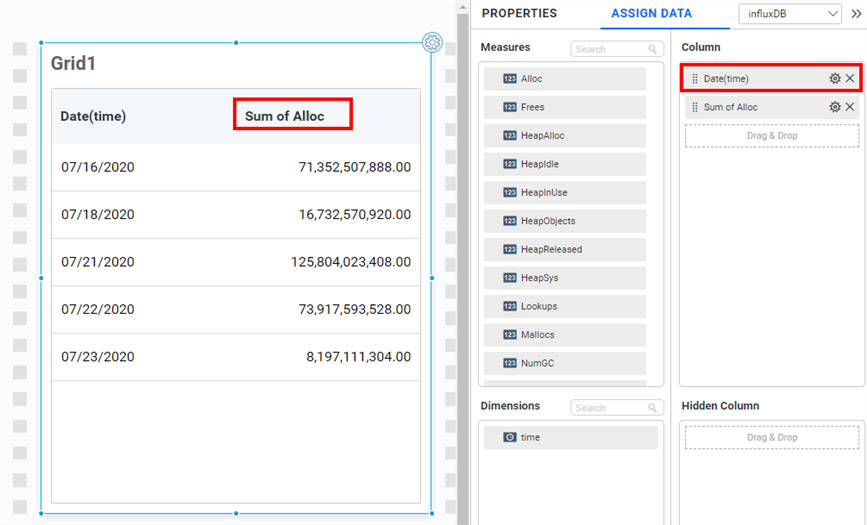 Grid1
Date(time) Sum of Alloc
07/16/2020 71,352,507,888.00
07/18/2020 16,732,570,920.00
07/21/2020 125,804,023,408.00
07/22/2020 73,917,593,528.00
07/23/2020 8,197,111,304.00
PROPERTIES ASSIGN DATA influxDB
Measures Search
123 Alloc
123 Frees
123 HeapAlloc
123 HeapIdle
123 HeapInUse
123 HeapObjects
123 HeapReleased
123 HeapSys
123 Lookups
123 Mallocs
123 NumGC
Dimensions Search
time
Column
Date(time)
Sum of Alloc
Drag & Drop
Hidden Column
Drag & Drop